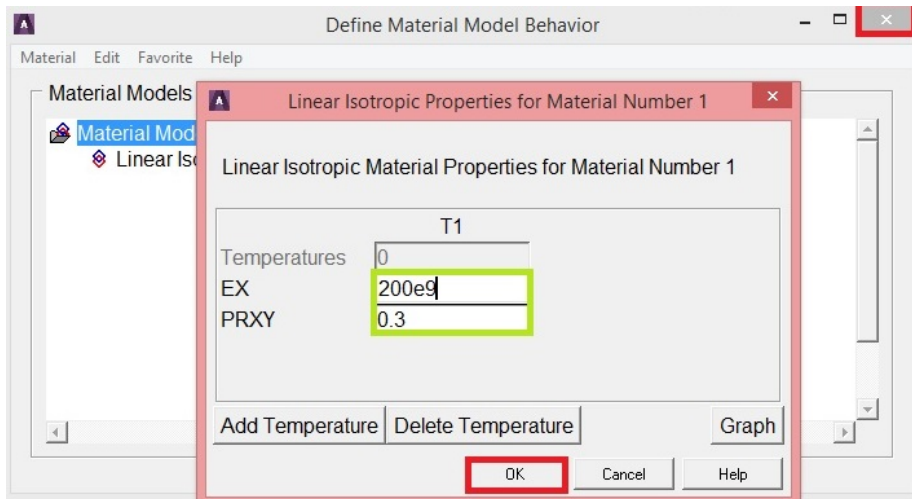 Define Material Model Behavior
Material Edit Favorite Help
Material Models
Material Mod
Linear Iso
Linear Isotropic Properties for Material Number 1
Linear Isotropic Material Properties for Material Number 1
T1
Temperatures 0
EX 200e9
PRXY 0.3
Add Temperature Delete Temperature Graph
OK Cancel Help